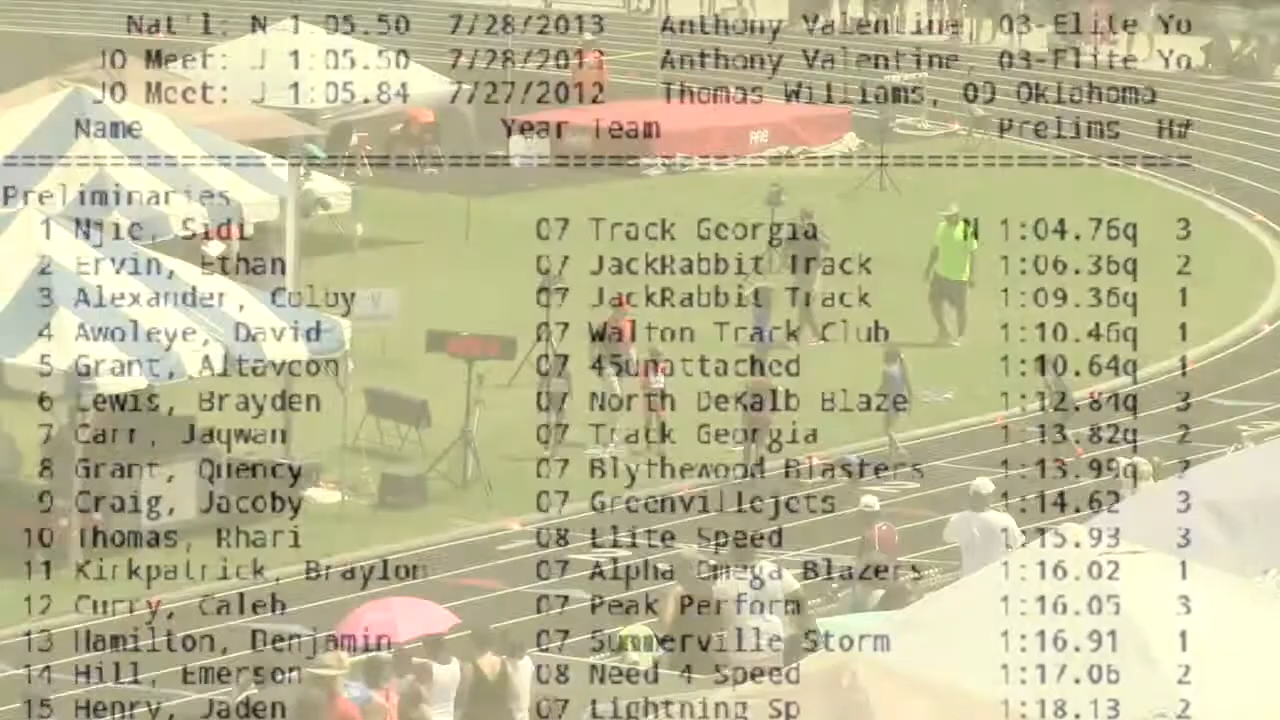 Nat'l: N 1:05.50 7/28/2013 Anthony Valentine, 03-Elite Yo
JO Meet: J 1:05.50 7/28/2013 Anthony Valentine, 03-Elite Yo
JO Meet: J 1:05.84 7/27/2012 Thomas Williams, 09 Oklahoma
Name Year Team Prelims H#
Preliminaries
1 Njie, Sidi 07 Track Georgia N 1:04.76q 3
2 Ervin, Ethan 07 JackRabbit Track 1:06.36q 2
3 Alexander, Colby 07 JackRabbit Track 1:09.36q 1
4 Awoleye, David 07 Walton Track Club 1:10.46q 1
5 Grant, Altaveon 07 45unattached 1:10.64q 1
6 Lewis, Brayden 07 North DeKalb Blaze 1:12.84q 3
7 Carr, Jaqwan 07 Track Georgia 1:13.82q 2
8 Grant, Quency 07 Blythewood Blasters 1:13.99q 2
9 Craig, Jacoby 07 Greenvillejets 1:14.62 3
10 Thomas, Rhari 08 Elite Speed 1:15.93 3
11 Kirkpatrick, Braylon 07 Alpha Omega Blazers 1:16.02 1
12 Curry, Caleb 07 Peak Perform 1:16.05 3
13 Hamilton, Benjamin 07 Summerville Storm 1:16.91 1
14 Hill, Emerson 08 Need 4 Speed 1:17.06 2
15 Henry, Jaden 07 Lightning Sp 1:18.13 2